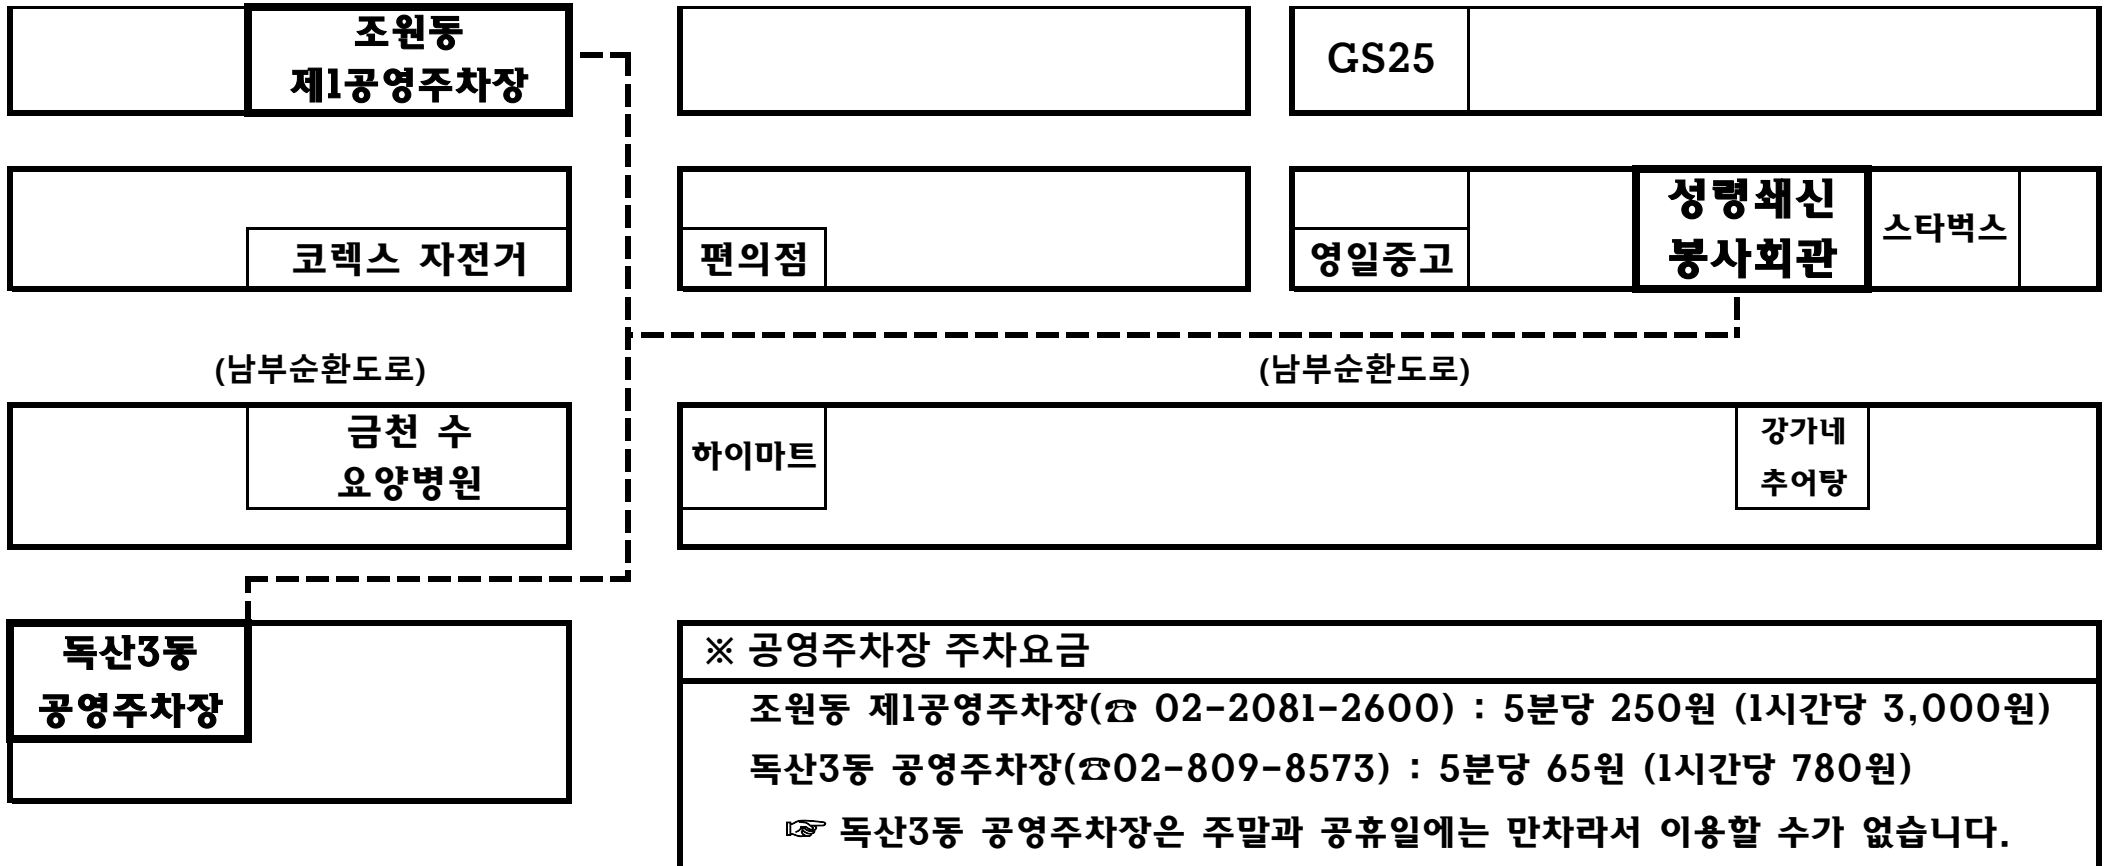 조원동
제1공영주차장
GS25
성령쇄신
봉사회관
스타벅스
코렉스 자전거
편의점
영일중고
(남부순환도로)
(남부순환도로)
금천 수
요양병원
하이마트
강가네
추어탕
독산3동
공영주차장
※ 공영주차장 주차요금
조원동 제1공영주차장(☎ 02-2081-2600) : 5분당 250원 (1시간당 3,000원)
독산3동 공영주차장(☎02-809-8573) : 5분당 65원 (1시간당 780원)
☞ 독산3동 공영주차장은 주말과 공휴일에는 만차라서 이용할 수가 없습니다.